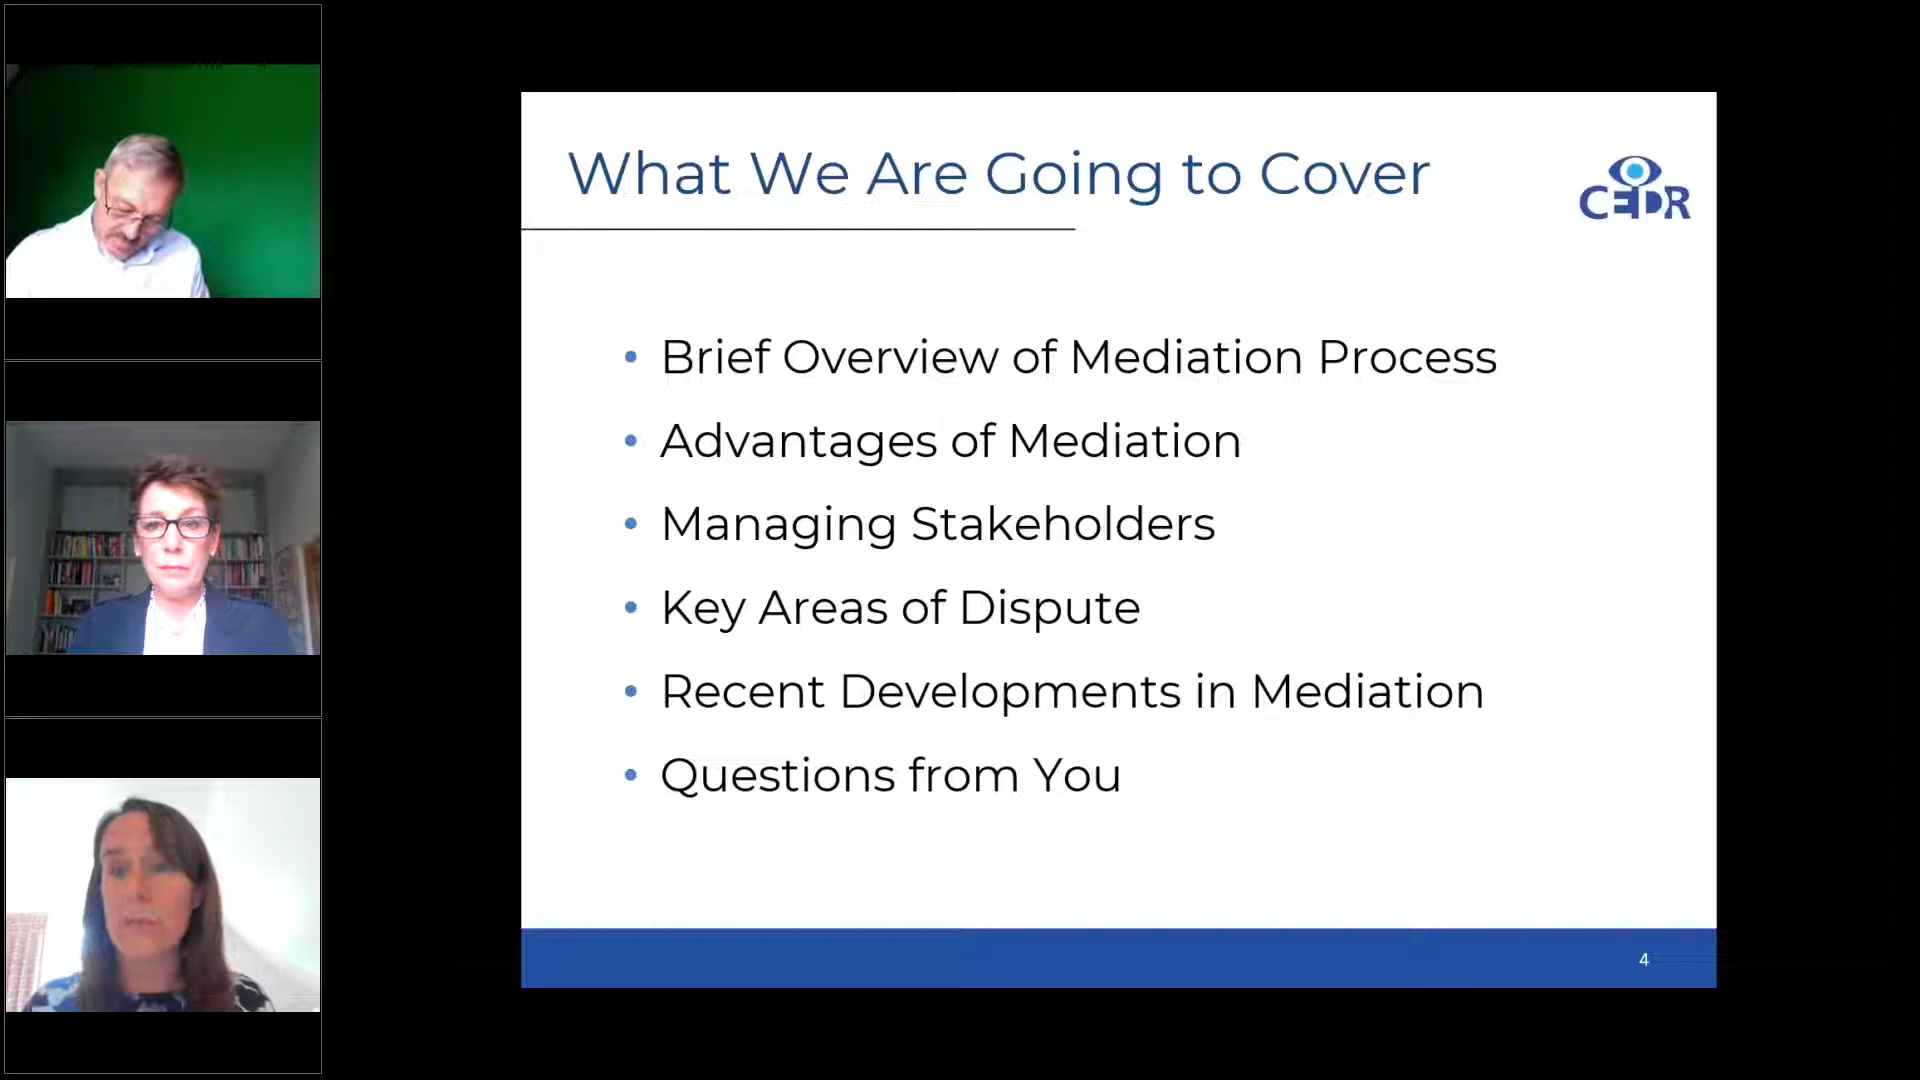 What We Are Going to Cover
CEDR
• Brief Overview of Mediation Process
• Advantages of Mediation
• Managing Stakeholders
• Key Areas of Dispute
• Recent Developments in Mediation
• Questions from You
4